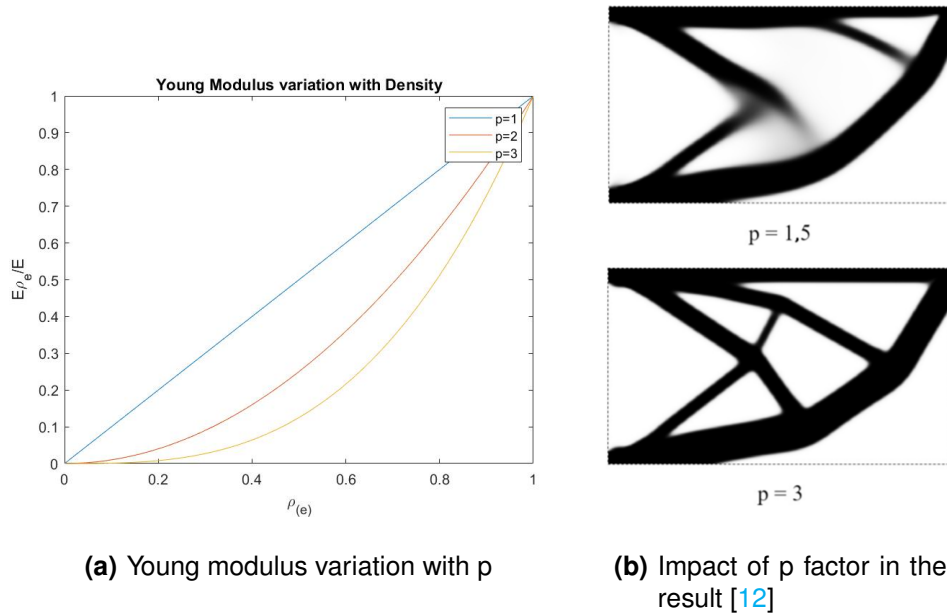 Young Modulus variation with Density
p=1
p=2
p=3
1
0.9
0.8
0.7
0.6
0.5
0.4
0.3
0.2
0.1
0
Eρe/E
0 0.2 0.4 0.6 0.8 1
ρ(e)
(a) Young modulus variation with p
p = 1,5
p = 3
(b) Impact of p factor in the
result [12]